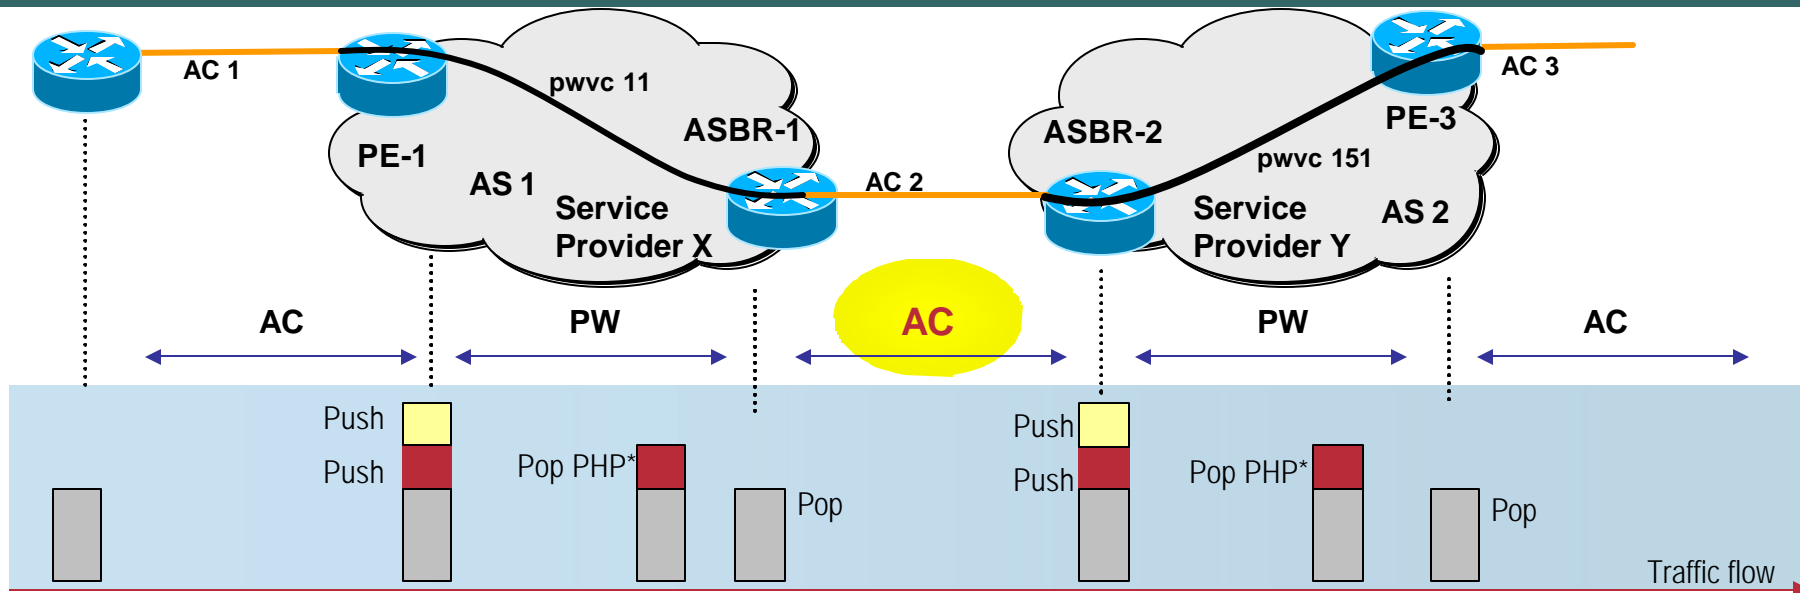 AC 1
pwvc 11
AC 3
PE-1
ASBR-1
ASBR-2
PE-3
pwvc 151
AS 1
AC 2
Service
Provider X
Service
Provider Y
AS 2
AC
PW
AC
PW
AC
Push
Push
Pop PHP*
Pop
Push
Push
Pop PHP*
Pop
Traffic flow